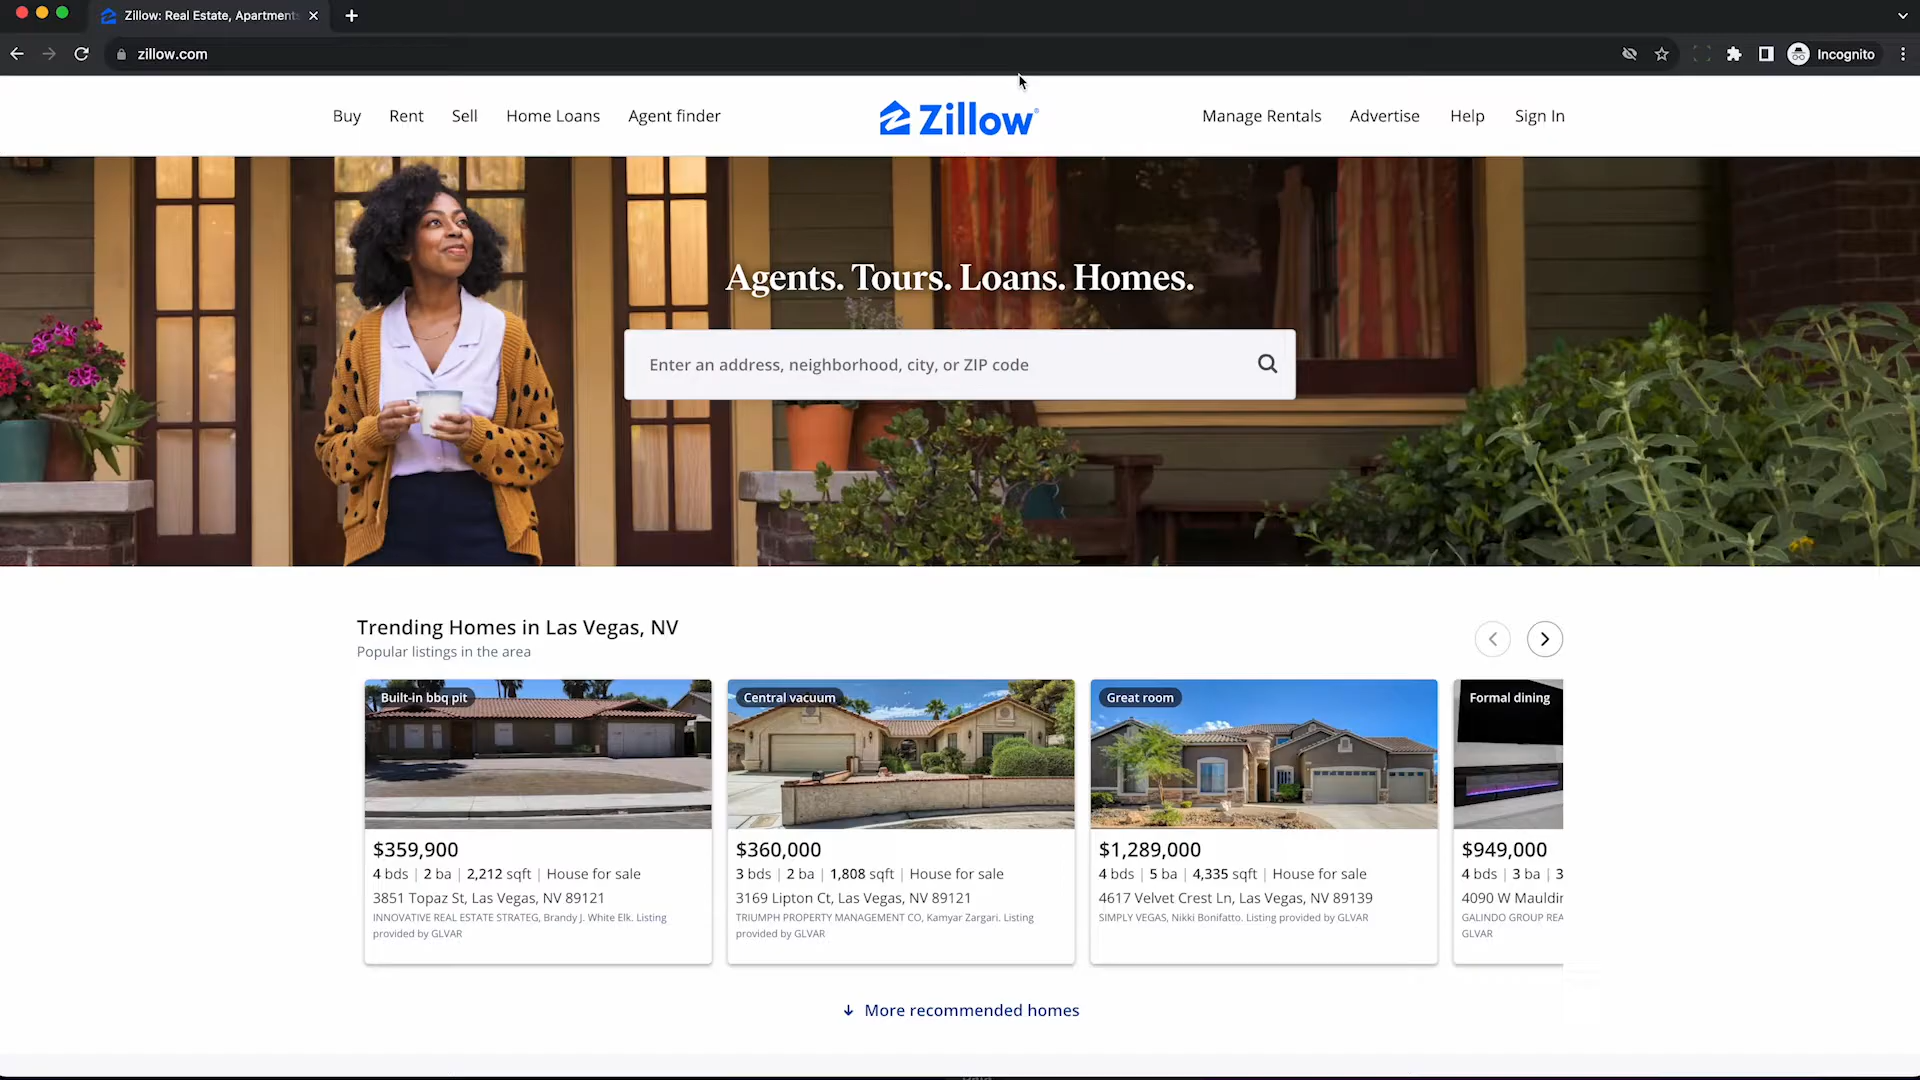 Zillow: Real Estate, Apartments
zillow.com
Incognito
Buy
Rent
Sell
Home Loans
Agent finder
Zillow
Manage Rentals
Advertise
Help
Sign In
Agents. Tours. Loans. Homes.
Enter an address, neighborhood, city, or ZIP code
Trending Homes in Las Vegas, NV
Popular listings in the area
Built-in bbq pit
$359,900
4 bds | 2 ba | 2,212 sqft | House for sale
3851 Topaz St, Las Vegas, NV 89121
INNOVATIVE REAL ESTATE STRATEG, Brandy J. White Elk. Listing
provided by GLVAR
Central vacuum
$360,000
3 bds | 2 ba | 1,808 sqft | House for sale
3169 Lipton Ct, Las Vegas, NV 89121
TRIUMPH PROPERTY MANAGEMENT CO, Kamyar Zargari. Listing
provided by GLVAR
Great room
$1,289,000
4 bds | 5 ba | 4,335 sqft | House for sale
4617 Velvet Crest Ln, Las Vegas, NV 89139
SIMPLY VEGAS, Nikki Bonifatto. Listing provided by GLVAR
Formal dining
$949,000
4 bds | 3 ba | 3
4090 W Mauldin
GALINDO GROUP REA
GLVAR
More recommended homes